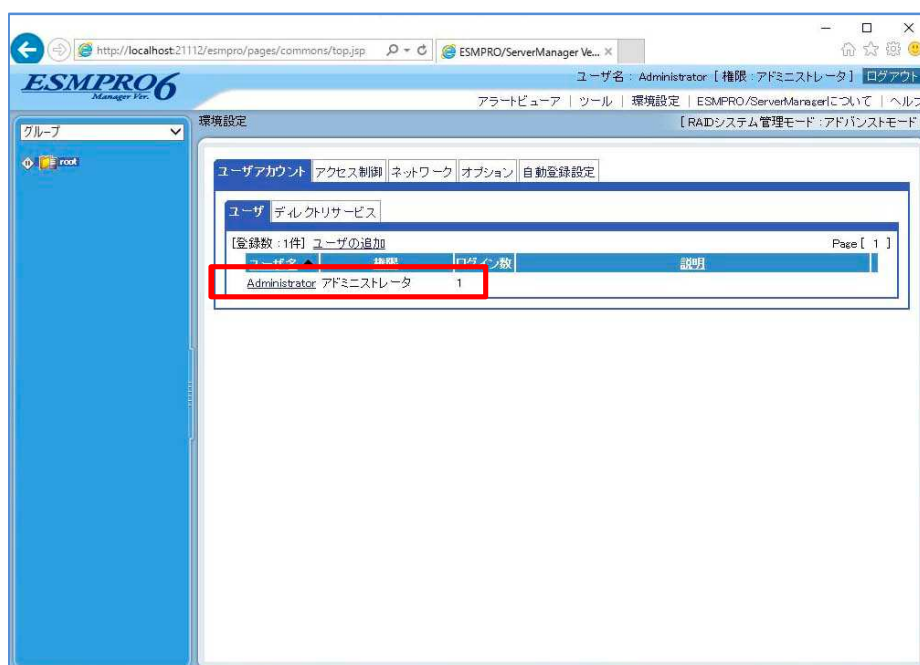 http://localhost:21112/esmpro/pages/commons/top.jsp
ESMPRO/ServerManager Ve...
ESMPRO6
Manager Ver.
ユーザ名 : Administrator [ 権限 : アドミニストレータ ] ログアウト
アラートビューア | ツール | 環境設定 | ESMPRO/ServerManagerについて | ヘルプ
グループ
環境設定
[ RAIDシステム管理モード : アドバンストモード
root
ユーザアカウント アクセス制御 ネットワーク オプション 自動登録設定
ユーザ ディレクトリサービス
[登録数 : 1件] ユーザの追加
Page [ 1 ]
ユーザ名 権限 ログイン数 説明
Administrator アドミニストレータ 1